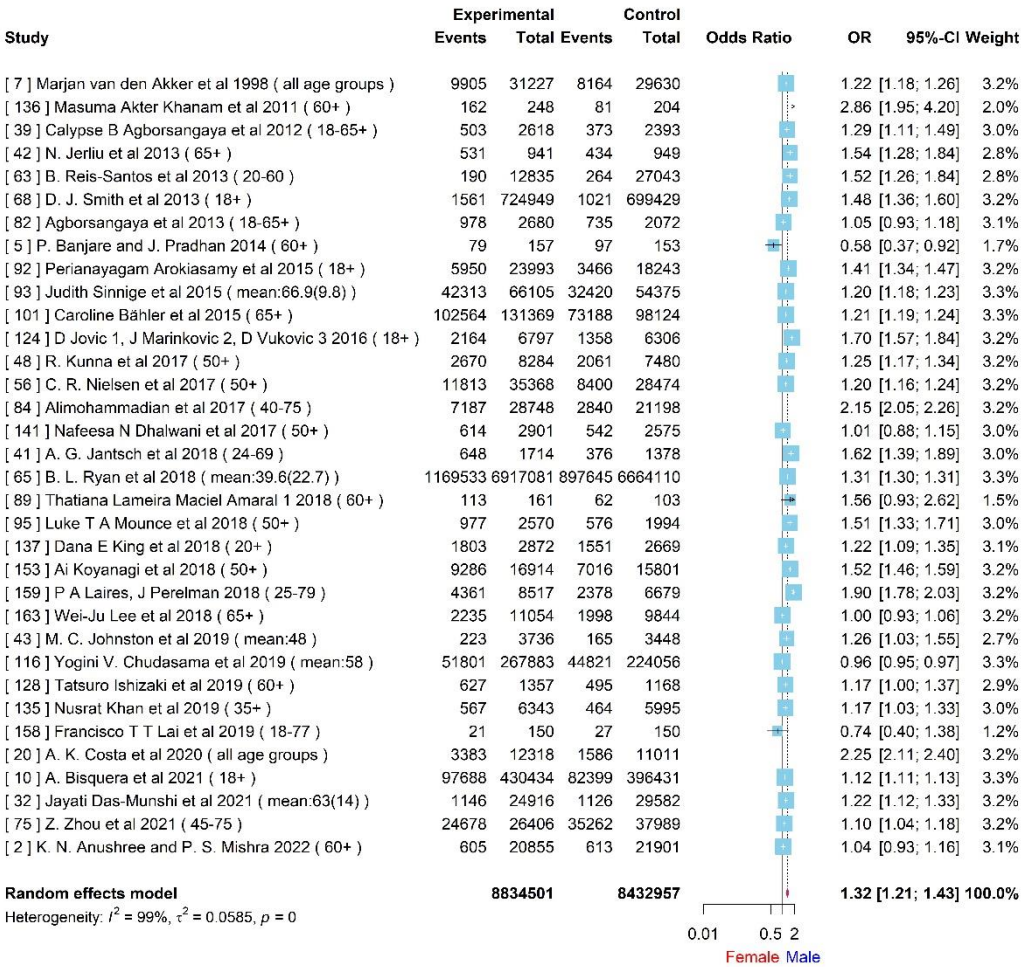 Experimental Control
Study Events Total Events Total Odds Ratio OR 95%-CI Weight
[ 7 ] Marjan van den Akker et al 1998 ( all age groups ) 9905 31227 8164 29630 1.22 [1.18; 1.26] 3.2%
[ 136 ] Masuma Akter Khanam et al 2011 ( 60+ ) 162 248 81 204 2.86 [1.95; 4.20] 2.0%
[ 39 ] Calypse B Agborsangaya et al 2012 ( 18-65+ ) 503 2618 373 2393 1.29 [1.11; 1.49] 3.0%
[ 42 ] N. Jerliu et al 2013 ( 65+ ) 531 941 434 949 1.54 [1.28; 1.84] 2.8%
[ 63 ] B. Reis-Santos et al 2013 ( 20-60 ) 190 12835 264 27043 1.52 [1.26; 1.84] 2.8%
[ 68 ] D. J. Smith et al 2013 ( 18+ ) 1561 724949 1021 699429 1.48 [1.36; 1.60] 3.2%
[ 82 ] Agborsangaya et al 2013 ( 18-65+ ) 978 2680 735 2072 1.05 [0.93; 1.18] 3.1%
[ 5 ] P. Banjare and J. Pradhan 2014 ( 60+ ) 79 157 97 153 0.58 [0.37; 0.92] 1.7%
[ 92 ] Perianayagam Arokiasamy et al 2015 ( 18+ ) 5950 23993 3466 18243 1.41 [1.34; 1.47] 3.2%
[ 93 ] Judith Sinnige et al 2015 ( mean:66.9(9.8) ) 42313 66105 32420 54375 1.20 [1.18; 1.23] 3.3%
[ 101 ] Caroline Bähler et al 2015 ( 65+ ) 102564 131369 73188 98124 1.21 [1.19; 1.24] 3.3%
[ 124 ] D Jovic 1, J Marinkovic 2, D Vukovic 3 2016 ( 18+ ) 2164 6797 1358 6306 1.70 [1.57; 1.84] 3.2%
[ 48 ] R. Kunna et al 2017 ( 50+ ) 2670 8284 2061 7480 1.25 [1.17; 1.34] 3.2%
[ 56 ] C. R. Nielsen et al 2017 ( 50+ ) 11813 35368 8400 28474 1.20 [1.16; 1.24] 3.2%
[ 84 ] Alimohammadian et al 2017 ( 40-75 ) 7187 28748 2840 21198 2.15 [2.05; 2.26] 3.2%
[ 141 ] Nafeesa N Dhalwani et al 2017 ( 50+ ) 614 2901 542 2575 1.01 [0.88; 1.15] 3.0%
[ 41 ] A. G. Jantsch et al 2018 ( 24-69 ) 648 1714 376 1378 1.62 [1.39; 1.89] 3.0%
[ 65 ] B. L. Ryan et al 2018 ( mean:39.6(22.7) ) 1169533 6917081 897645 6664110 1.31 [1.30; 1.31] 3.3%
[ 89 ] Thatiana Lameira Maciel Amaral 1 2018 ( 60+ ) 113 161 62 103 1.56 [0.93; 2.62] 1.5%
[ 95 ] Luke T A Mounce et al 2018 ( 50+ ) 977 2570 576 1994 1.51 [1.33; 1.71] 3.0%
[ 137 ] Dana E King et al 2018 ( 20+ ) 1803 2872 1551 2669 1.22 [1.09; 1.35] 3.1%
[ 153 ] Ai Koyanagi et al 2018 ( 50+ ) 9286 16914 7016 15801 1.52 [1.46; 1.59] 3.2%
[ 159 ] P A Laires, J Perelman 2018 ( 25-79 ) 4361 8517 2378 6679 1.90 [1.78; 2.03] 3.2%
[ 163 ] Wei-Ju Lee et al 2018 ( 65+ ) 2235 11054 1998 9844 1.00 [0.93; 1.06] 3.2%
[ 43 ] M. C. Johnston et al 2019 ( mean:48 ) 223 3736 165 3448 1.26 [1.03; 1.55] 2.7%
[ 116 ] Yogini V. Chudasama et al 2019 ( mean:58 ) 51801 267883 44821 224056 0.96 [0.95; 0.97] 3.3%
[ 128 ] Tatsuro Ishizaki et al 2019 ( 60+ ) 627 1357 495 1168 1.17 [1.00; 1.37] 2.9%
[ 135 ] Nusrat Khan et al 2019 ( 35+ ) 567 6343 464 5995 1.17 [1.03; 1.33] 3.0%
[ 158 ] Francisco T T Lai et al 2019 ( 18-77 ) 21 150 27 150 0.74 [0.40; 1.38] 1.2%
[ 20 ] A. K. Costa et al 2020 ( all age groups ) 3383 12318 1586 11011 2.25 [2.11; 2.40] 3.2%
[ 10 ] A. Bisquera et al 2021 ( 18+ ) 97688 430434 82399 396431 1.12 [1.11; 1.13] 3.3%
[ 32 ] Jayati Das-Munshi et al 2021 ( mean:63(14) ) 1146 24916 1126 29582 1.22 [1.12; 1.33] 3.2%
[ 75 ] Z. Zhou et al 2021 ( 45-75 ) 24678 26406 35262 37989 1.10 [1.04; 1.18] 3.2%
[ 2 ] K. N. Anushree and P. S. Mishra 2022 ( 60+ ) 605 20855 613 21901 1.04 [0.93; 1.16] 3.1%
Random effects model 8834501 8432957 1.32 [1.21; 1.43] 100.0%
Heterogeneity: I² = 99%, τ² = 0.0585, p = 0
0.01 0.5 2
Female Male